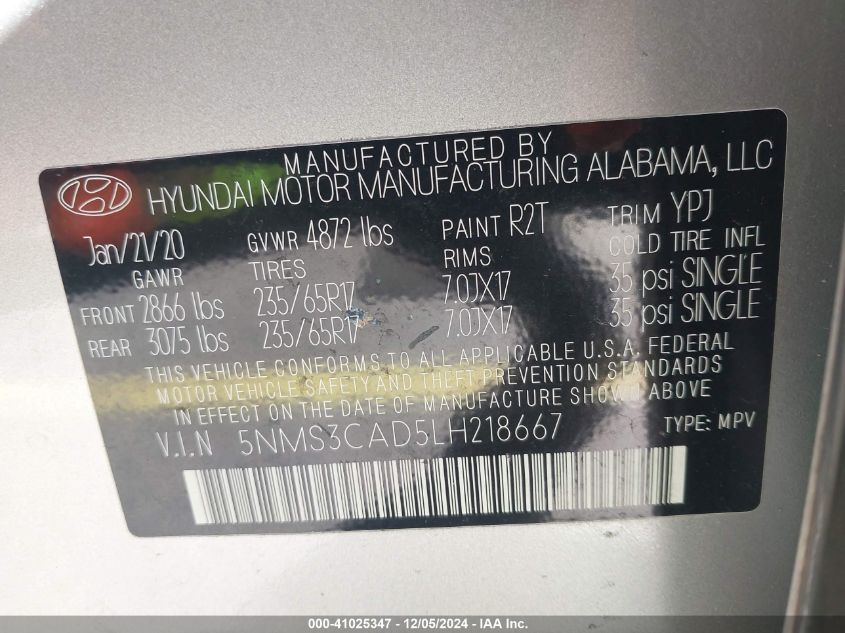 MANUFACTURED BY
HYUNDAI MOTOR MANUFACTURING ALABAMA, LLC
Jan/21/20 GVWR 4872 lbs PAINT R2T TRIM YPJ
GAWR TIRES RIMS COLD TIRE INFL
FRONT 2866 lbs 235/65R17 7.0JX17 35 psi SINGLE
REAR 3075 lbs 235/65R17 7.0JX17 35 psi SINGLE
THIS VEHICLE CONFORMS TO ALL APPLICABLE U.S.A. FEDERAL
MOTOR VEHICLE SAFETY AND THEFT PREVENTION STANDARDS
IN EFFECT ON THE DATE OF MANUFACTURE SHOWN ABOVE
V.I.N 5NMS3CAD5LH218667 TYPE: MPV
000-41025347 - 12/05/2024 - IAA Inc.